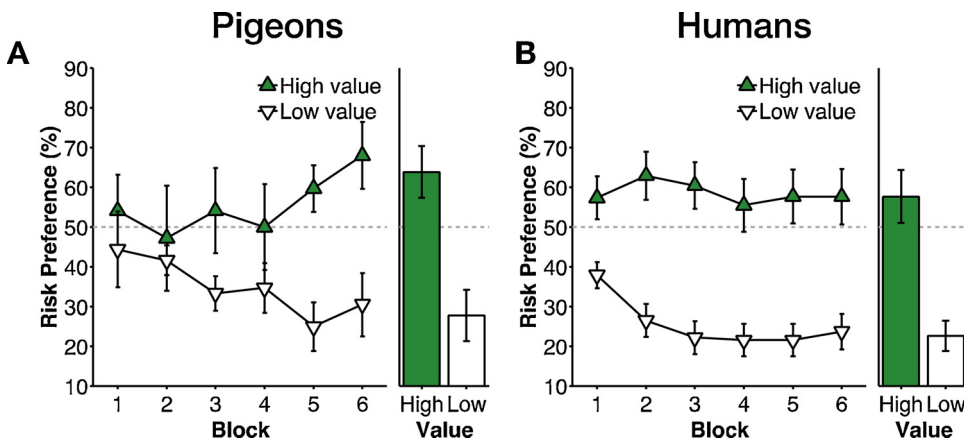 Pigeons
Humans
A
B
Risk Preference (%)
90
80
70
60
50
40
30
20
10
High value
Low value
1 2 3 4 5 6
Block
High Low
Value
Risk Preference (%)
90
80
70
60
50
40
30
20
10
High value
Low value
1 2 3 4 5 6
Block
High Low
Value